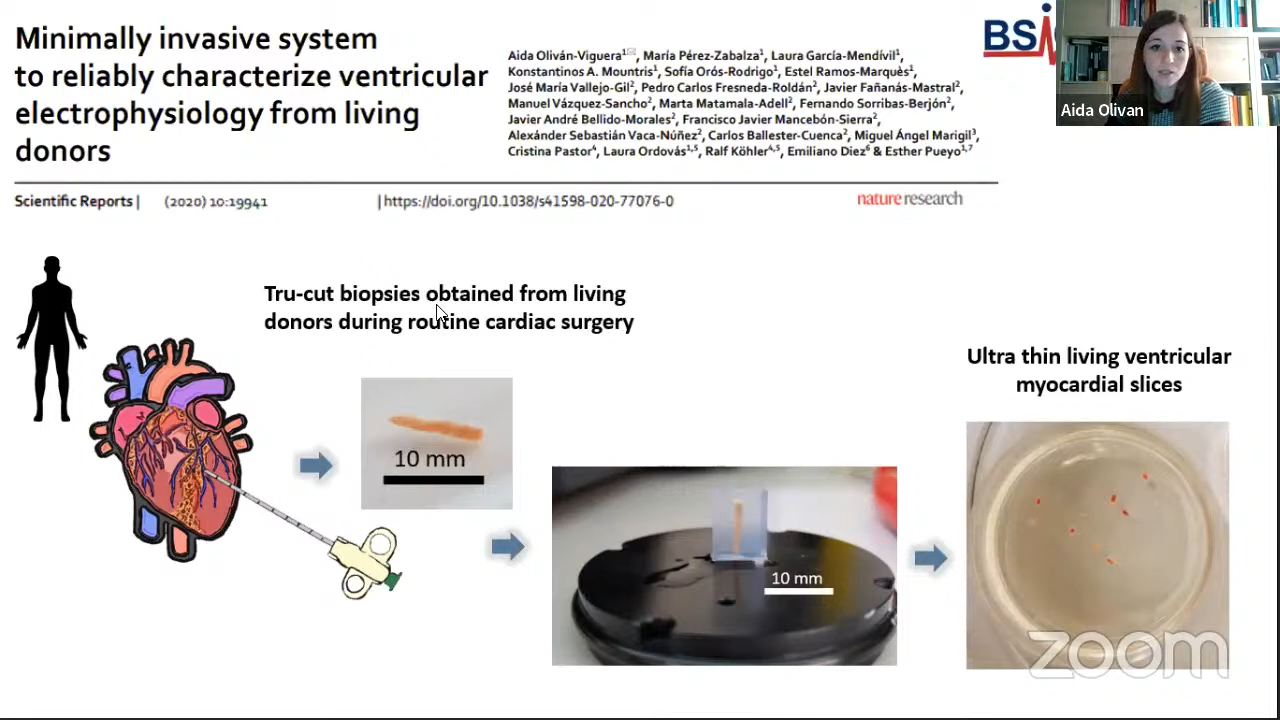 Minimally invasive system
to reliably characterize ventricular
electrophysiology from living
donors
Aida Oliván-Viguera1✉, María Pérez-Zabalza1, Laura García-Mendívil1,
Konstantinos A. Mountris1, Sofía Orós-Rodrigo1, Estel Ramos-Marquès1,
José María Vallejo-Gil2, Pedro Carlos Fresneda-Roldán2, Javier Fañanás-Mastral2,
Manuel Vázquez-Sancho2, Marta Matamala-Adell2, Fernando Sorribas-Berjón2,
Javier André Bellido-Morales2, Francisco Javier Mancebón-Sierra2,
Alexánder Sebastián Vaca-Núñez2, Carlos Ballester-Cuenca2, Miguel Ángel Marigil3,
Cristina Pastor4, Laura Ordovás1,5, Ralf Köhler4,5, Emiliano Diez6 & Esther Pueyo1,7
BSi
Aida Olivan
Scientific Reports | (2020) 10:19941 | https://doi.org/10.1038/s41598-020-77076-0 natureresearch
Tru-cut biopsies obtained from living
donors during routine cardiac surgery
Ultra thin living ventricular
myocardial slices
10 mm
10 mm
zoom